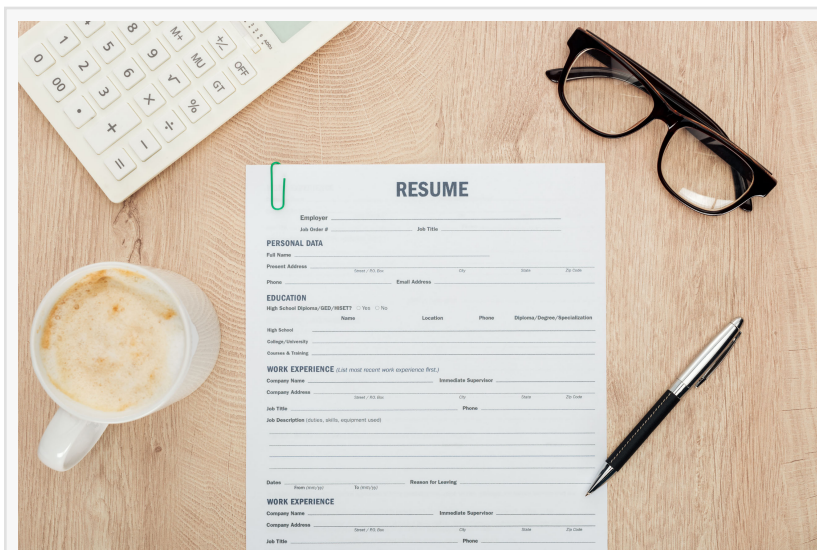 0 1 5 8 M+ +/-
00 2 6 9 MU GT OFF
. 3 × √ %
+ − ÷
=
RESUME
Employer
Job Order # Job Title
PERSONAL DATA
Full Name
Present Address
Street / P.O. Box City State Zip Code
Phone Email Address
EDUCATION
High School Diploma/GED/HISET? Yes No
Name Location Phone Diploma/Degree/Specialization
High School
College/University
Courses & Training
WORK EXPERIENCE (List most recent work experience first.)
Company Name Immediate Supervisor
Company Address
Street / P.O. Box City State Zip Code
Job Title Phone
Job Description (duties, skills, equipment used)
Dates Reason for Leaving
From (mm/yy) To (mm/yy)
WORK EXPERIENCE
Company Name Immediate Supervisor
Company Address
Street / P.O. Box City State Zip Code
Job Title Phone